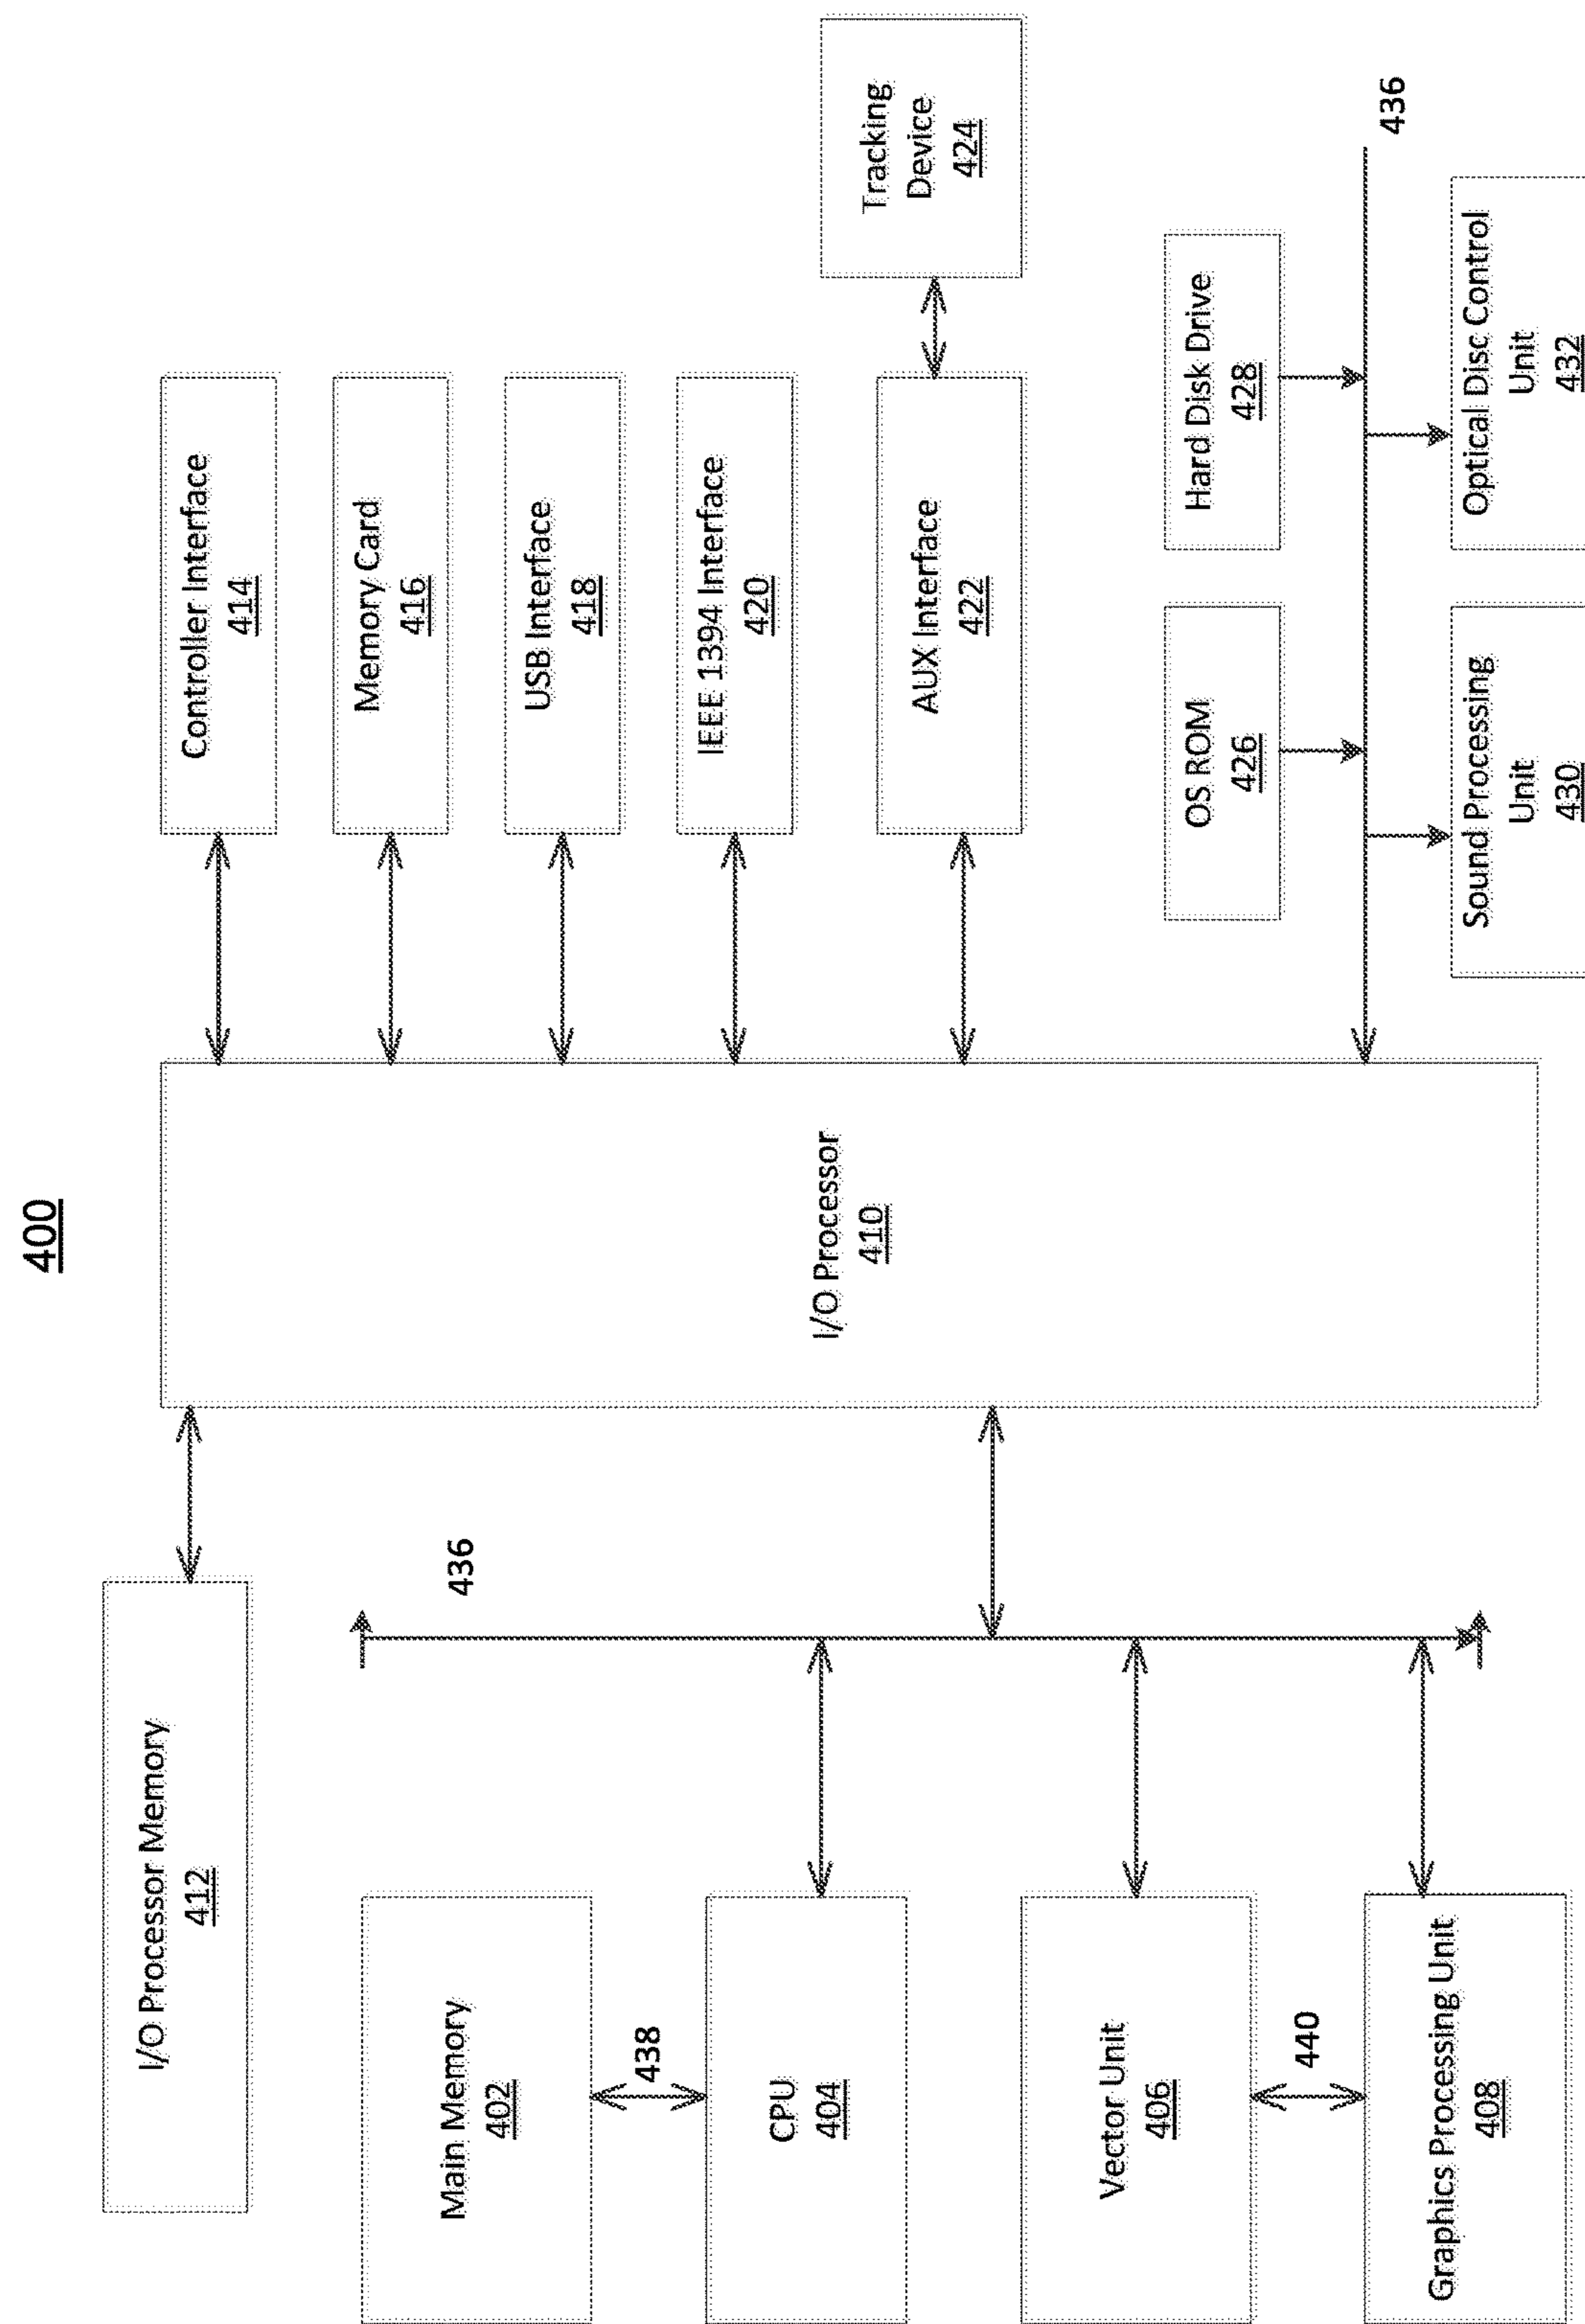 400
I/O Processor Memory
412
Main Memory
402
438
CPU
404
Vector Unit
406
440
Graphics Processing Unit
408
436
I/O Processor
410
Controller Interface
414
Memory Card
416
USB Interface
418
IEEE 1394 Interface
420
AUX Interface
422
Tracking
Device
424
OS ROM
426
Hard Disk Drive
428
436
Sound Processing
Unit
430
Optical Disc Control
Unit
432